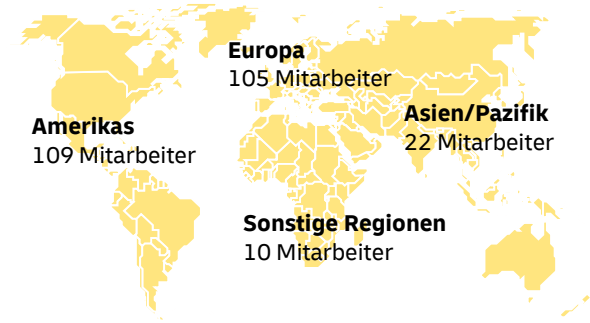 Europa
105 Mitarbeiter
Amerikas
109 Mitarbeiter
Asien/Pazifik
22 Mitarbeiter
Sonstige Regionen
10 Mitarbeiter